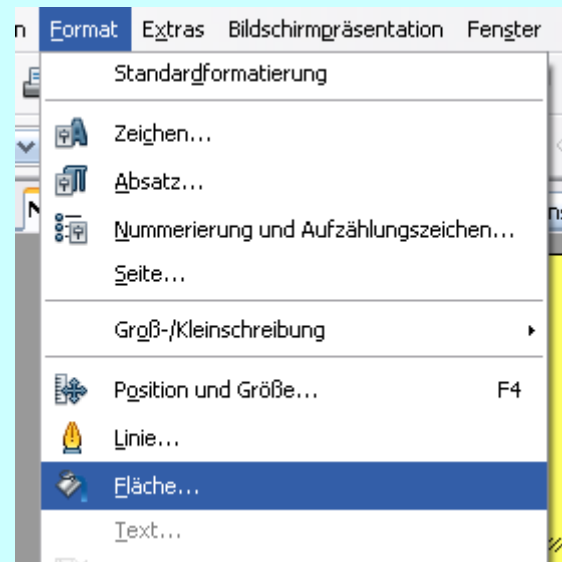 n Format Extras Bildschirmpräsentation Fenster
Standardformatierung
Zeichen...
Absatz...
Nummerierung und Aufzählungszeichen...
Seite...
Groß-/Kleinschreibung
Position und Größe... F4
Linie...
Fläche...
Text...